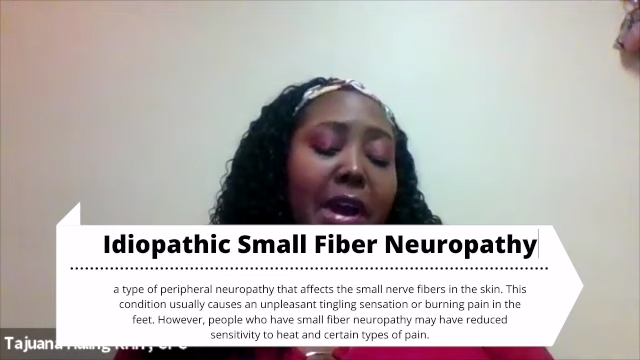 Idiopathic Small Fiber Neuropathy
a type of peripheral neuropathy that affects the small nerve fibers in the skin. This
condition usually causes an unpleasant tingling sensation or burning pain in the
feet. However, people who have small fiber neuropathy may have reduced
sensitivity to heat and certain types of pain.
Tajuana